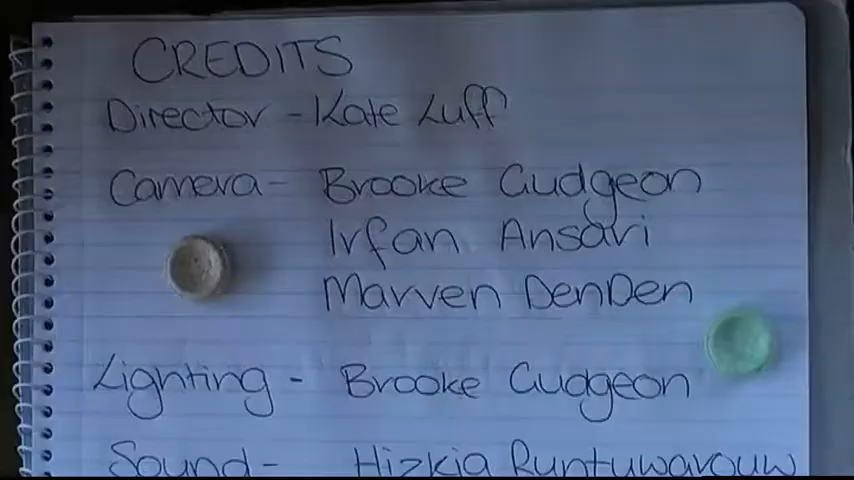 CREDITS
Director - Kate Luff
Camera - Brooke Gudgeon
Irfan Ansari
Marven DenDen
Lighting - Brooke Gudgeon
Sound - Hizkia Runtuwarouw